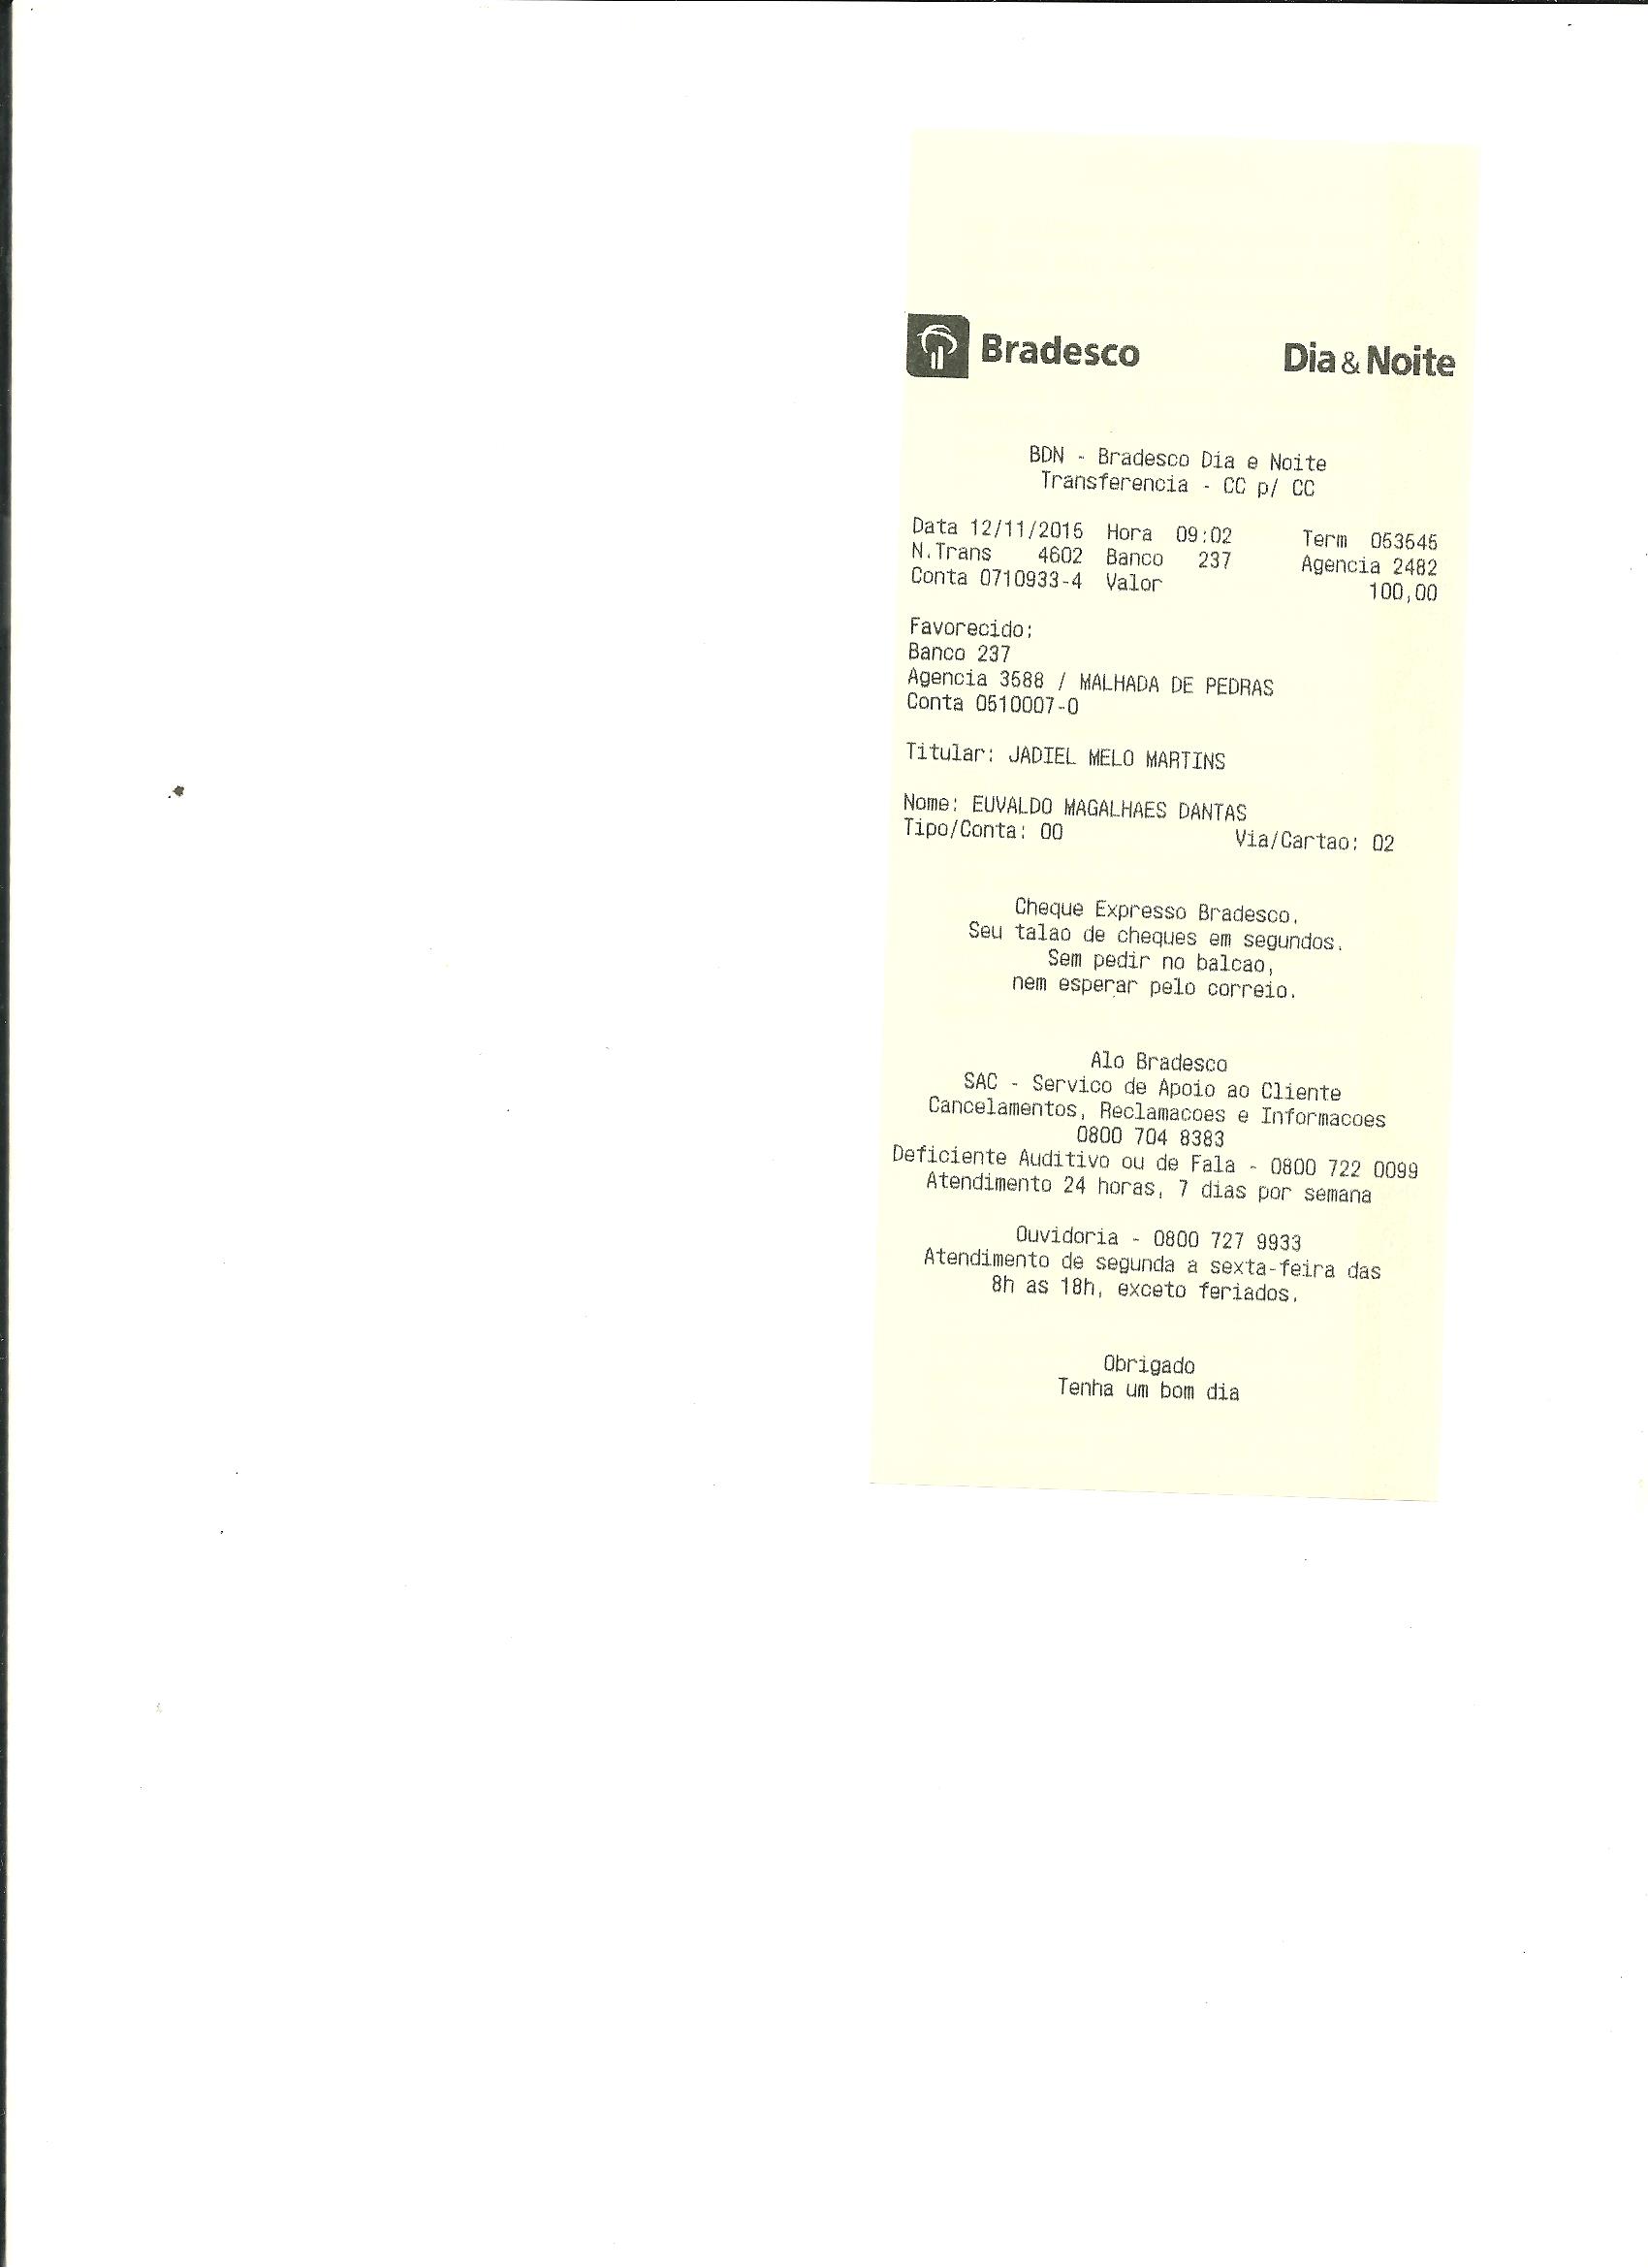 Bradesco Dia & Noite
BDN - Bradesco Dia e Noite
Transferencia - CC p/ CC
Data 12/11/2015 Hora 09:02 Term 053545
N.Trans 4602 Banco 237 Agencia 2482
Conta 0710933-4 Valor 100,00
Favorecido:
Banco 237
Agencia 3588 / MALHADA DE PEDRAS
Conta 0510007-0
Titular: JADIEL MELO MARTINS
Nome: EUVALDO MAGALHAES DANTAS
Tipo/Conta: 00 Via/Cartao: 02
Cheque Expresso Bradesco.
Seu talao de cheques em segundos.
Sem pedir no balcao,
nem esperar pelo correio.
Alo Bradesco
SAC - Servico de Apoio ao Cliente
Cancelamentos, Reclamacoes e Informacoes
0800 704 8383
Deficiente Auditivo ou de Fala - 0800 722 0099
Atendimento 24 horas, 7 dias por semana
Ouvidoria - 0800 727 9933
Atendimento de segunda a sexta-feira das
8h as 18h, exceto feriados.
Obrigado
Tenha um bom dia